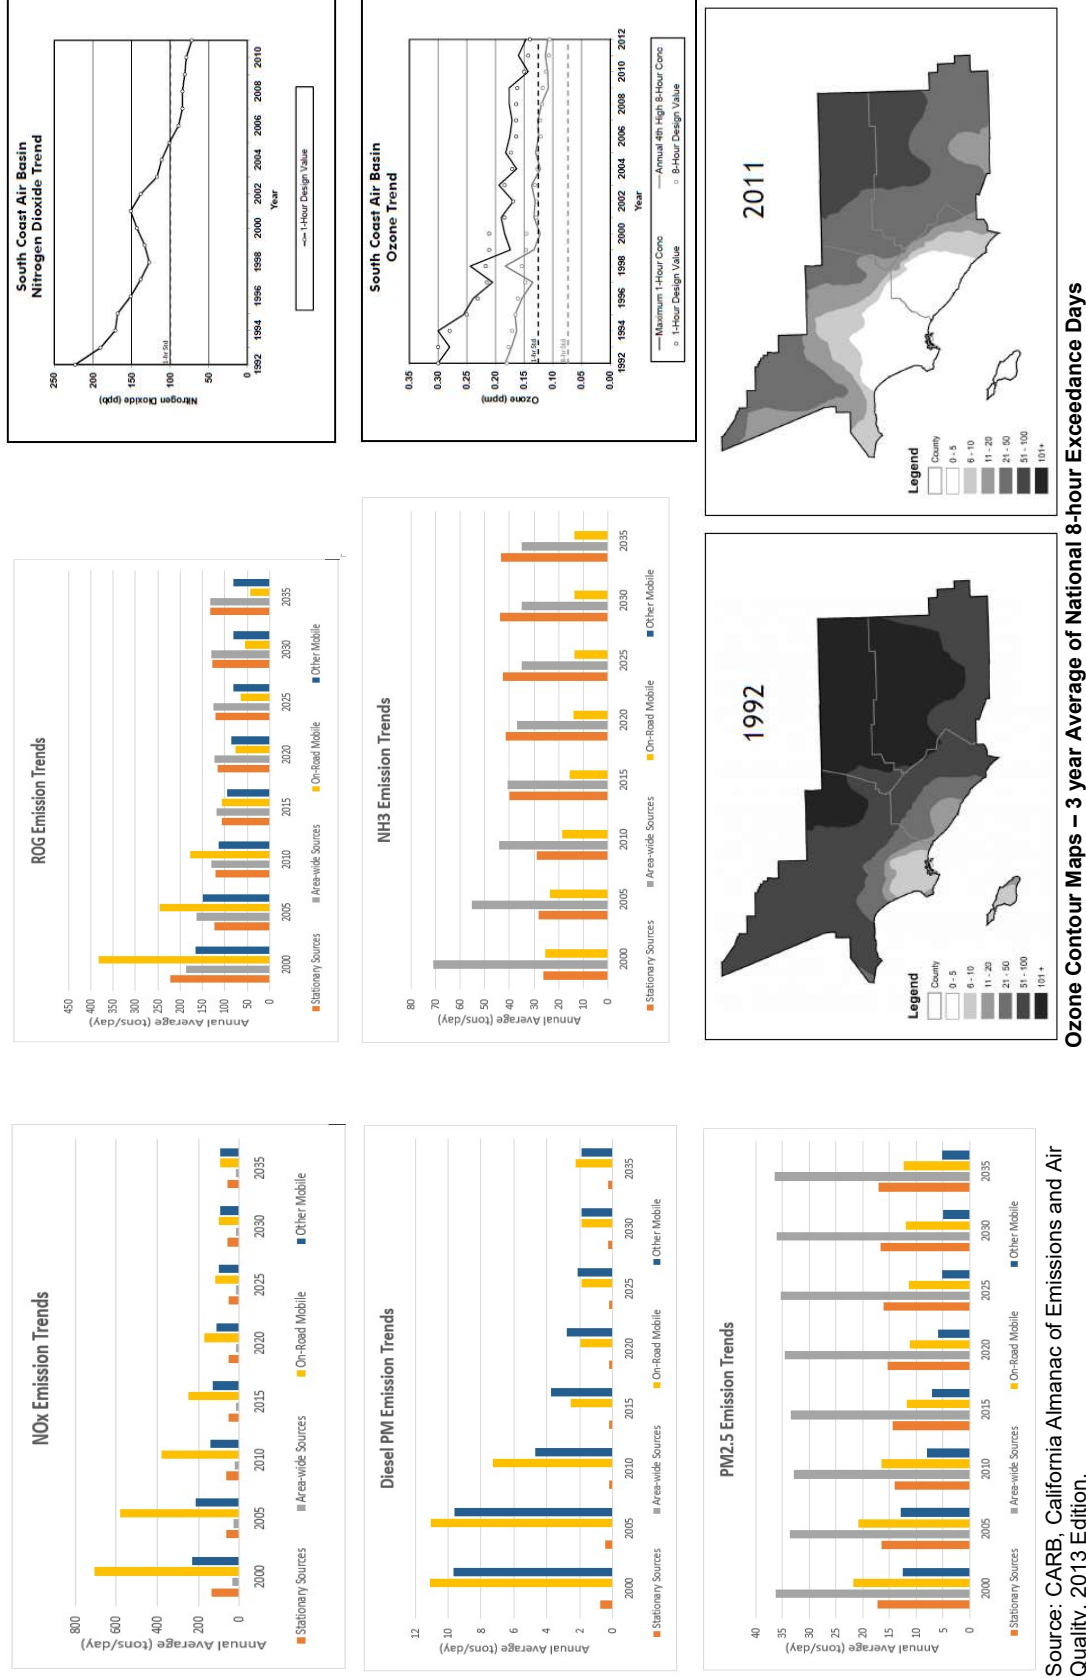 NOx Emission Trends
Annual Average (tons/day)
800
700
600
500
400
300
200
100
0
2000 2005 2010 2015 2020 2025 2030 2035
Stationary Sources Area-wide Sources On-Road Mobile Other Mobile
ROG Emission Trends
Annual Average (tons/day)
450
400
350
300
250
200
150
100
50
0
2000 2005 2010 2015 2020 2025 2030 2035
Stationary Sources Area-wide Sources On-Road Mobile Other Mobile
South Coast Air Basin
Nitrogen Dioxide Trend
Nitrogen Dioxide (ppb)
250
200
150
100
50
0
1-hr Std
1992 1994 1996 1998 2000 2002 2004 2006 2008 2010
Year
1-Hour Design Value
Diesel PM Emission Trends
Annual Average (tons/day)
12
10
8
6
4
2
0
2000 2005 2010 2015 2020 2025 2030 2035
Stationary Sources Area-wide Sources On-Road Mobile Other Mobile
NH3 Emission Trends
Annual Average (tons/day)
80
70
60
50
40
30
20
10
0
2000 2005 2010 2015 2020 2025 2030 2035
Stationary Sources Area-wide Sources On-Road Mobile Other Mobile
South Coast Air Basin
Ozone Trend
Ozone (ppm)
0.35
0.30
0.25
0.20
0.15
0.10
0.05
0.00
1-hr Std
8-hr Std
1992 1994 1996 1998 2000 2002 2004 2006 2008 2010 2012
Year
Maximum 1-Hour Conc Annual 4th High 8-Hour Conc
1-Hour Design Value 8-Hour Design Value
PM2.5 Emission Trends
Annual Average (tons/day)
40
35
30
25
20
15
10
5
0
2000 2005 2010 2015 2020 2025 2030 2035
Stationary Sources Area-wide Sources On-Road Mobile Other Mobile
1992
Legend
County
0 - 5
6 - 10
11 - 20
21 - 50
51 - 100
101 +
2011
Legend
County
0 - 5
6 - 10
11 - 20
21 - 50
51 - 100
101+
Ozone Contour Maps – 3 year Average of National 8-hour Exceedance Days
Source: CARB, California Almanac of Emissions and Air
Quality, 2013 Edition.